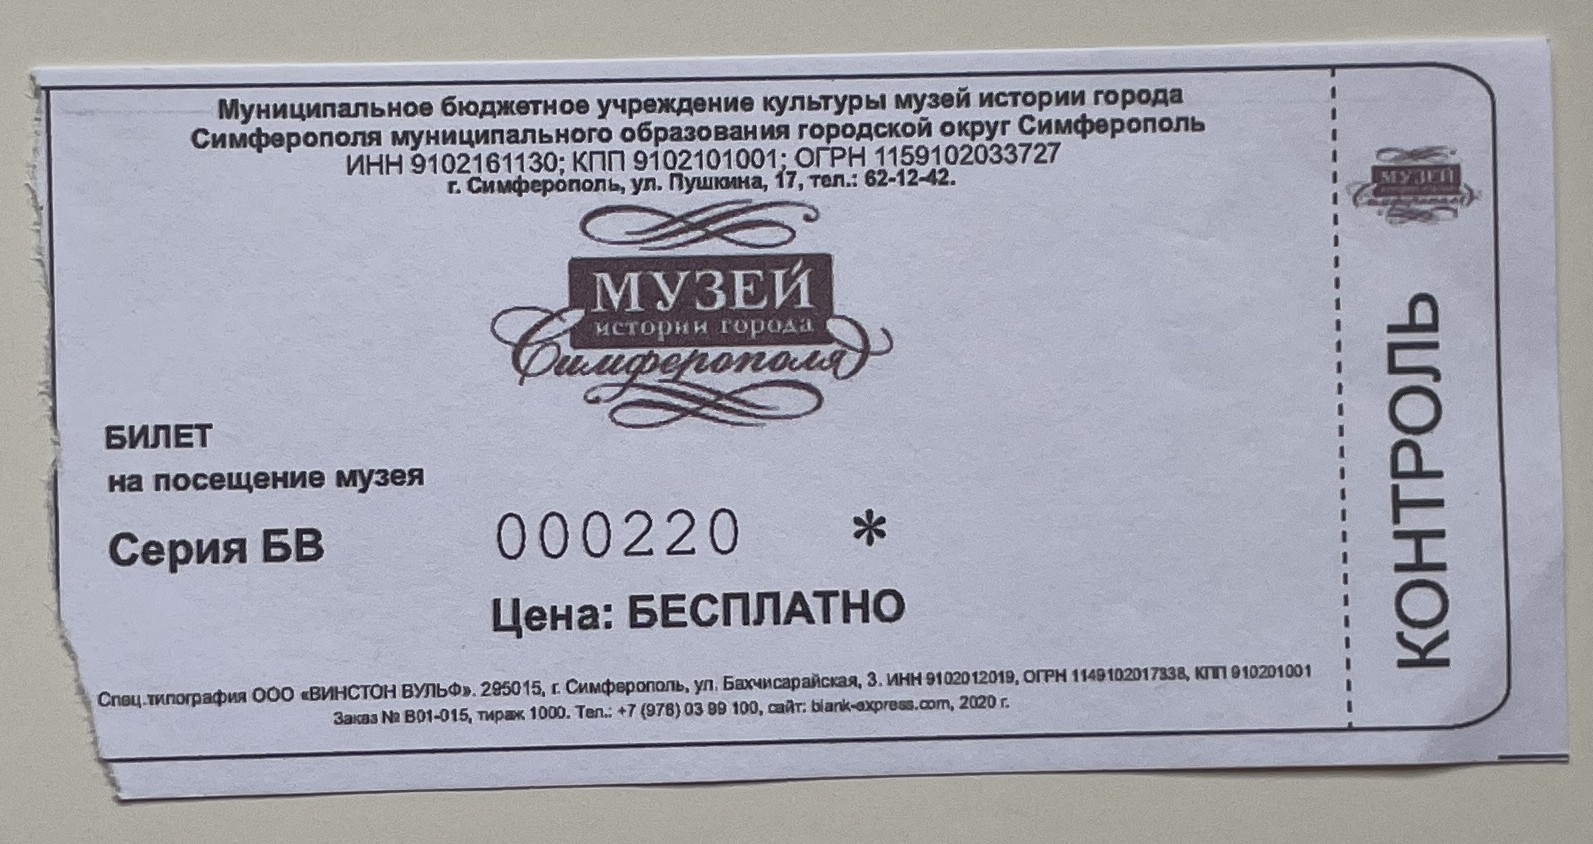 Муниципальное бюджетное учреждение культуры музей истории города
Симферополя муниципального образования городской округ Симферополь
ИНН 9102161130; КПП 9102101001; ОГРН 1159102033727
г. Симферополь, ул. Пушкина, 17, тел.: 62-12-42.
МУЗЕЙ
истории города
Симферополя
БИЛЕТ
на посещение музея
Серия БВ 000220 *
Цена: БЕСПЛАТНО
Спец.типография ООО «ВИНСТОН ВУЛЬФ». 295015, г. Симферополь, ул. Бахчисарайская, 3. ИНН 9102012019, ОГРН 1149102017338, КПП 910201001
Заказ № В01-015, тираж 1000. Тел.: +7 (978) 03 99 100, сайт: blank-express.com, 2020 г.
МУЗЕЙ
Симферополя
КОНТРОЛЬ